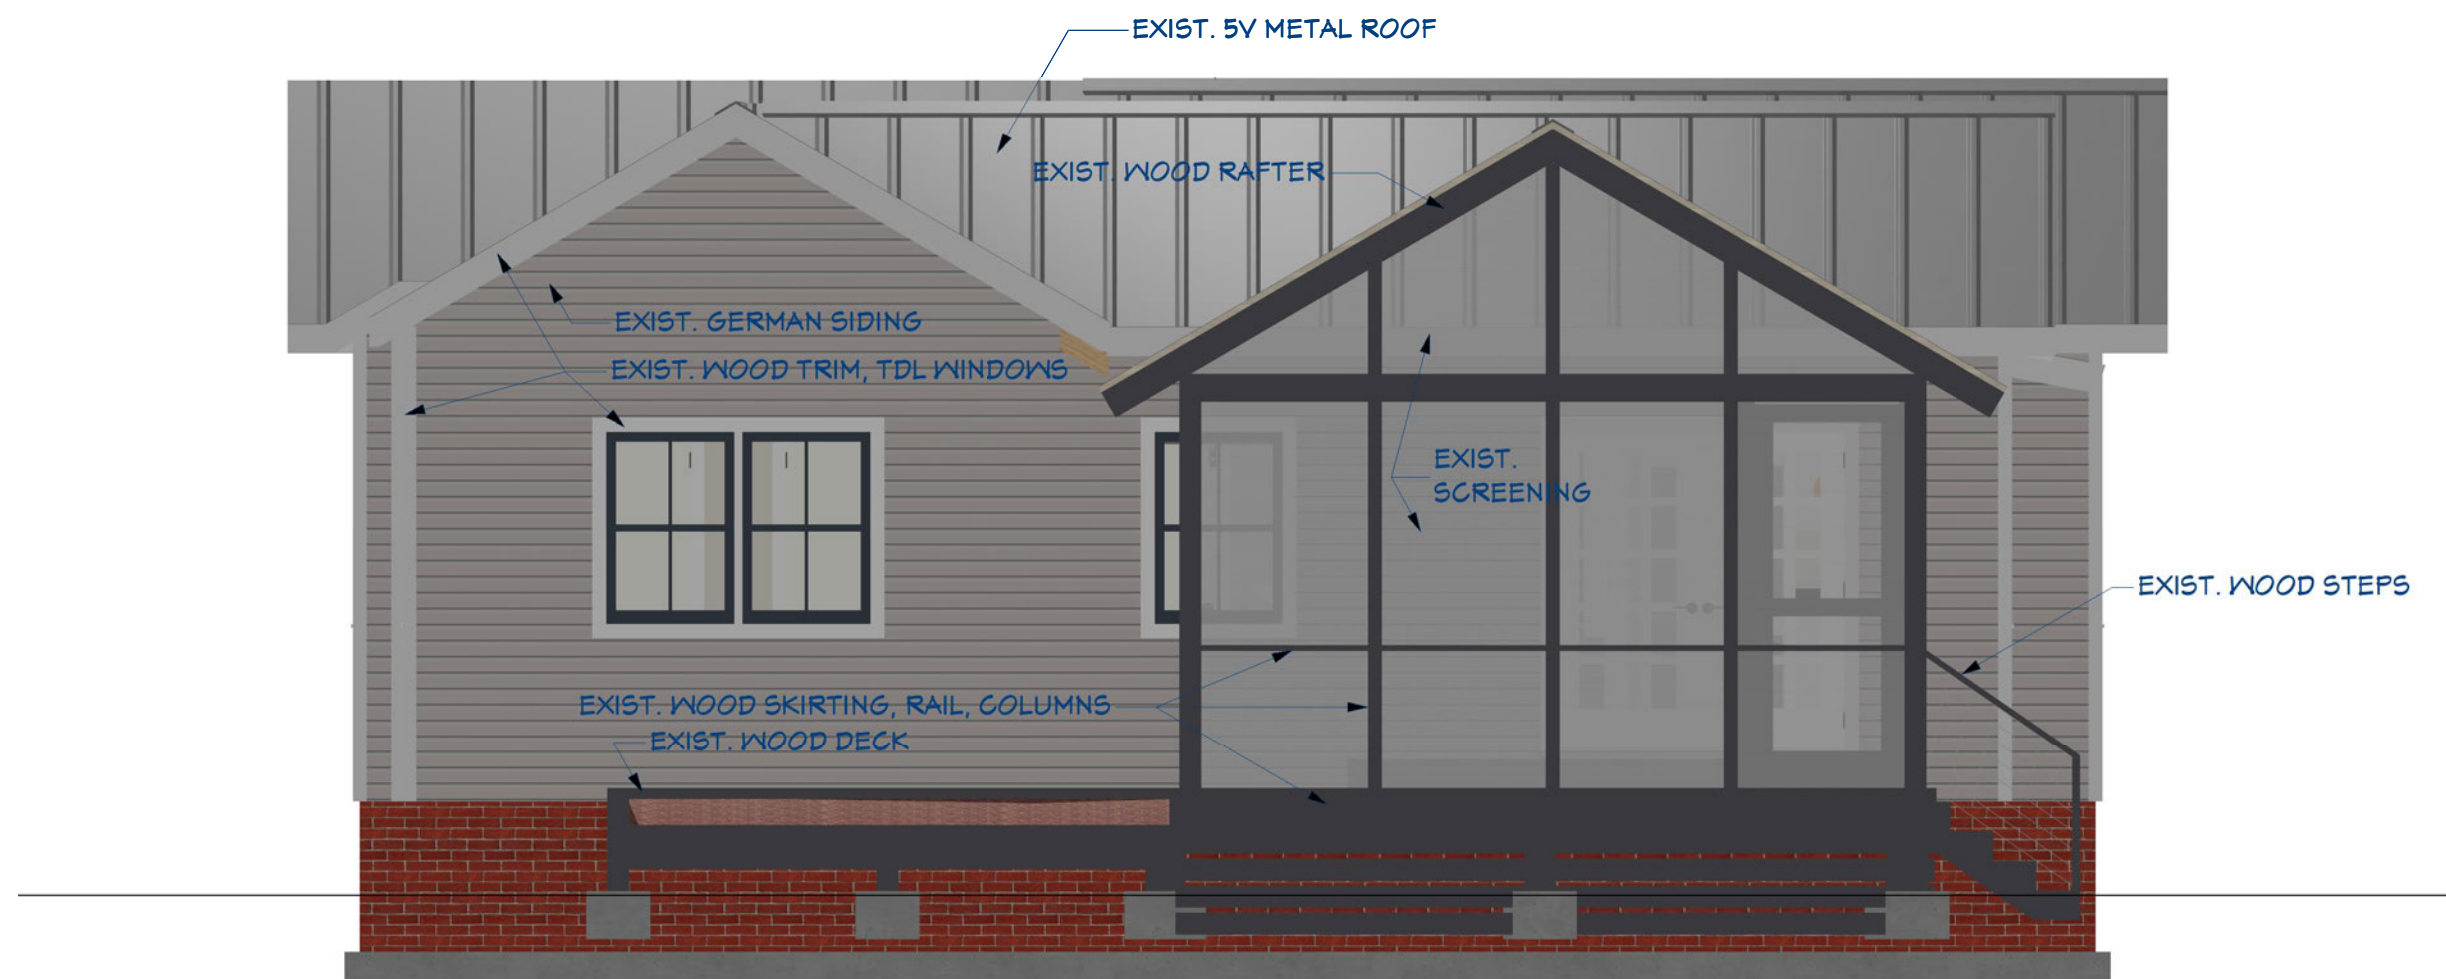 EXIST. 5V METAL ROOF
EXIST. WOOD RAFTER
EXIST. GERMAN SIDING
EXIST. WOOD TRIM, TDL WINDOWS
EXIST.
SCREENING
EXIST. WOOD STEPS
EXIST. WOOD SKIRTING, RAIL, COLUMNS
EXIST. WOOD DECK